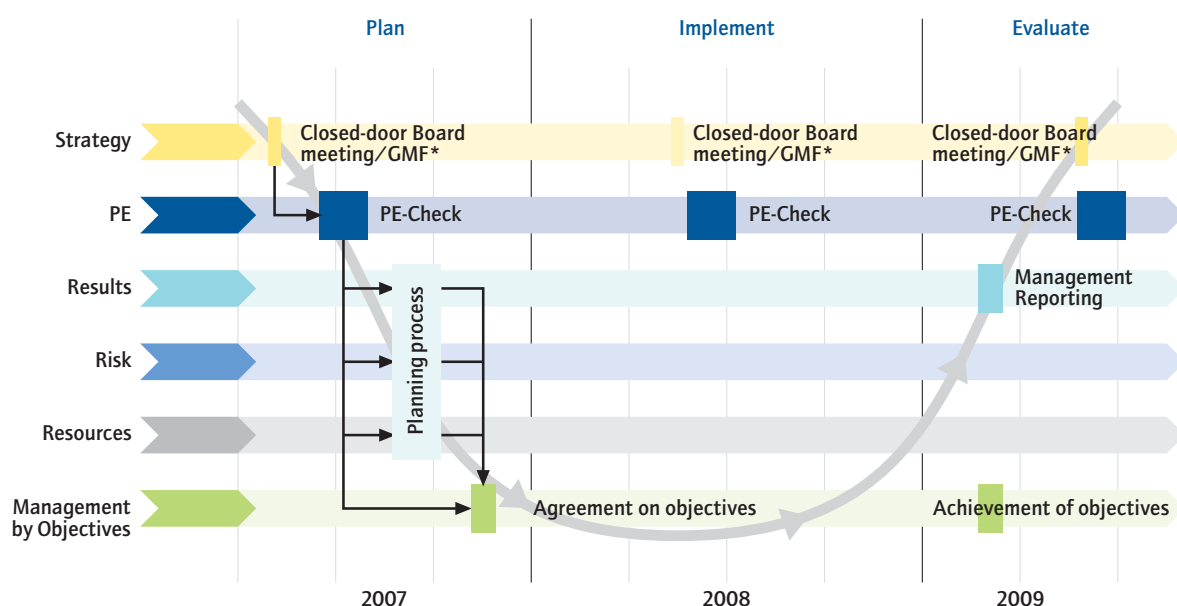 Plan
Implement
Evaluate
Strategy
Closed-door Board
meeting/GMF*
Closed-door Board
meeting/GMF*
Closed-door Board
meeting/GMF*
PE
PE-Check
PE-Check
PE-Check
Results
Management
Reporting
Planning process
Risk
Resources
Management
by Objectives
Agreement on objectives
Achievement of objectives
2007
2008
2009